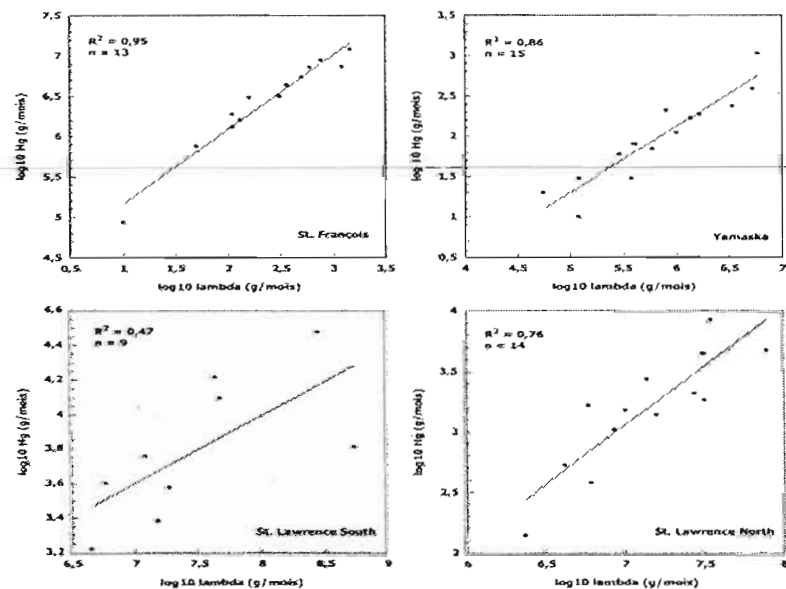 R² = 0,95
n = 13
log10 Hg (g/mois)
7,5
6,5
5,5
4,5
7
6
5
St. François
0,5 1 1,5 2 2,5 3 3,5
log10 lambda (g/mois)
R² = 0,86
n = 15
log10 Hg (g/mois)
3,5
3
2,5
2
1,5
1
0,5
Yamaska
4 4,5 5 5,5 6 6,5 7
log10 lambda (g/mois)
R² = 0,47
n = 9
log10 Hg (g/mois)
4,6
4,4
4,2
4
3,8
3,6
3,4
3,2
St. Lawrence South
6,5 7 7,5 8 8,5 9
log10 lambda (g/mois)
R² = 0,76
n = 14
log10 Hg (g/mois)
4
3,5
3
2,5
2
St. Lawrence North
6 6,5 7 7,5 8
log10 lambda (g/mois)